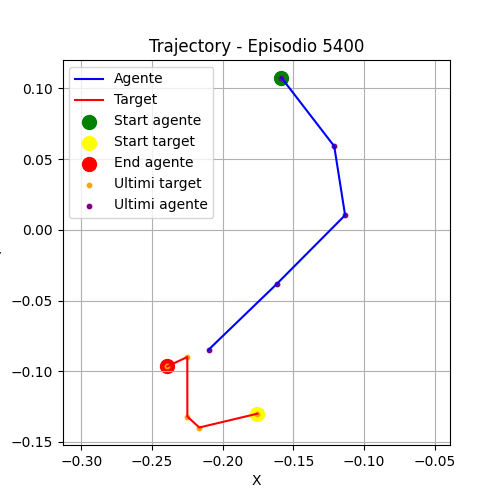 Trajectory - Episodio 5400
Agente
Target
Start agente
Start target
End agente
Ultimi target
Ultimi agente
0.10
0.05
0.00
−0.05
−0.10
−0.15
−0.30
−0.25
−0.20
−0.15
−0.10
−0.05
X